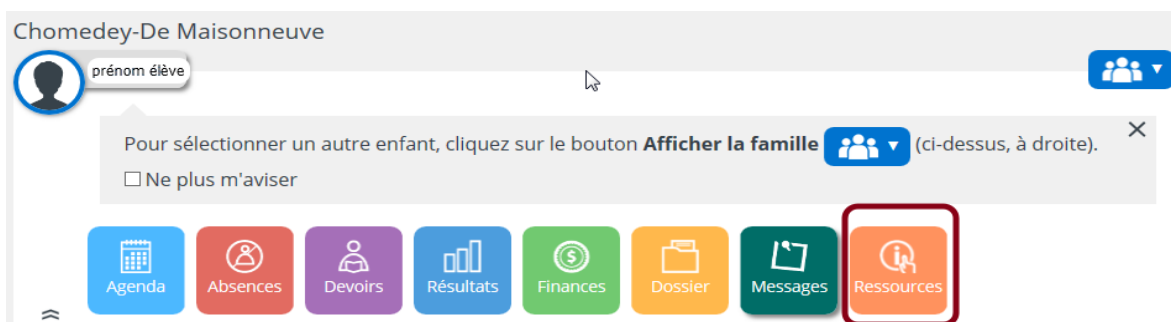 Chomedey-De Maisonneuve
prénom élève
Pour sélectionner un autre enfant, cliquez sur le bouton Afficher la famille (ci-dessus, à droite).
Ne plus m'aviser
Agenda Absences Devoirs Résultats Finances Dossier Messages Ressources